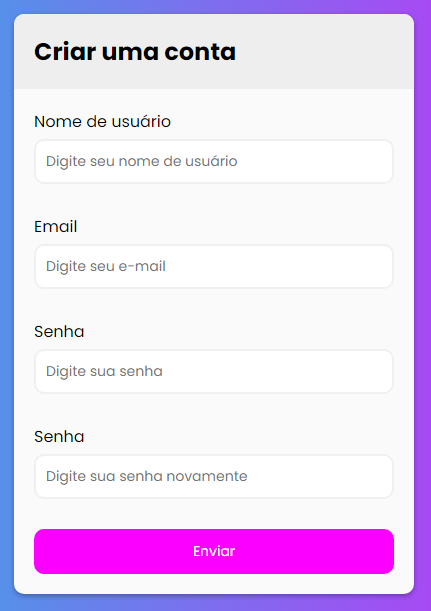 Criar uma conta
Nome de usuário
Digite seu nome de usuário
Email
Digite seu e-mail
Senha
Digite sua senha
Senha
Digite sua senha novamente
Enviar